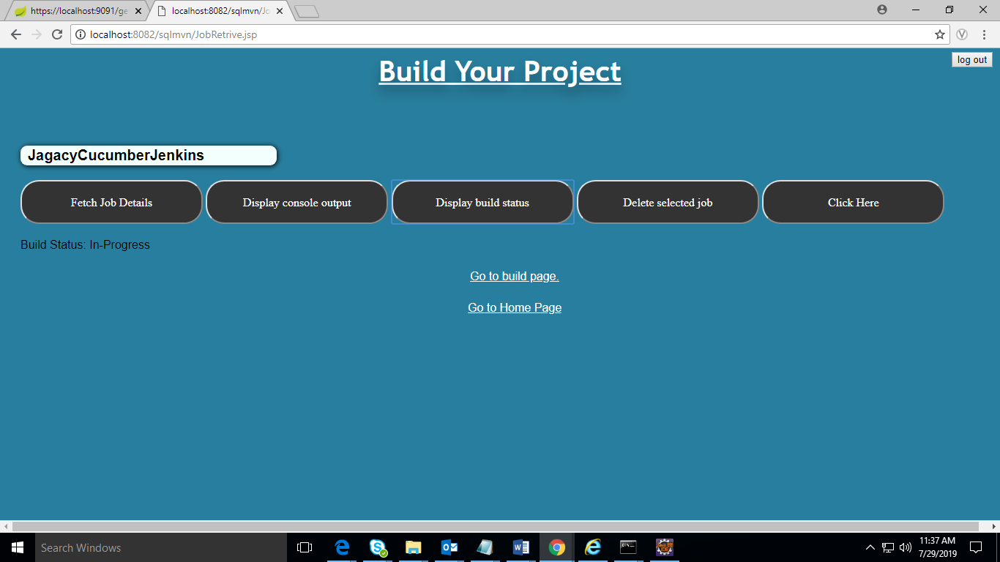 https://localhost:9091/ge
localhost:8082/sqlmvn/Jo
localhost:8082/sqlmvn/JobRetrive.jsp
log out
Build Your Project
JagacyCucumberJenkins
Fetch Job Details
Display console output
Display build status
Delete selected job
Click Here
Build Status: In-Progress
Go to build page.
Go to Home Page
Search Windows
11:37 AM
7/29/2019